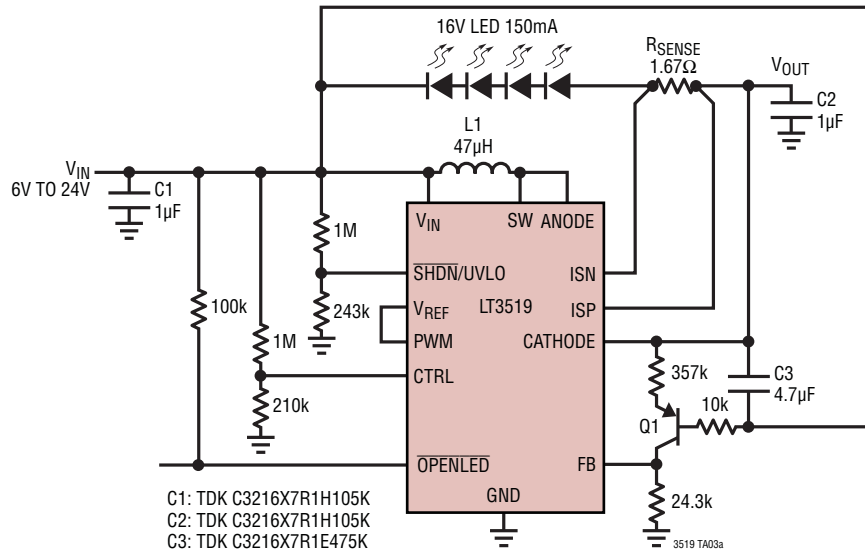 16V LED 150mA
RSENSE
1.67Ω
VOUT
C2
1µF
L1
47µH
VIN
6V TO 24V
C1
1µF
VIN
SW
ANODE
1M
SHDN/UVLO
ISN
100k
243k
VREF
LT3519
ISP
1M
PWM
CATHODE
CTRL
357k
C3
4.7µF
210k
Q1
10k
OPENLED
FB
GND
24.3k
C1: TDK C3216X7R1H105K
C2: TDK C3216X7R1H105K
C3: TDK C3216X7R1E475K
3519 TA03a